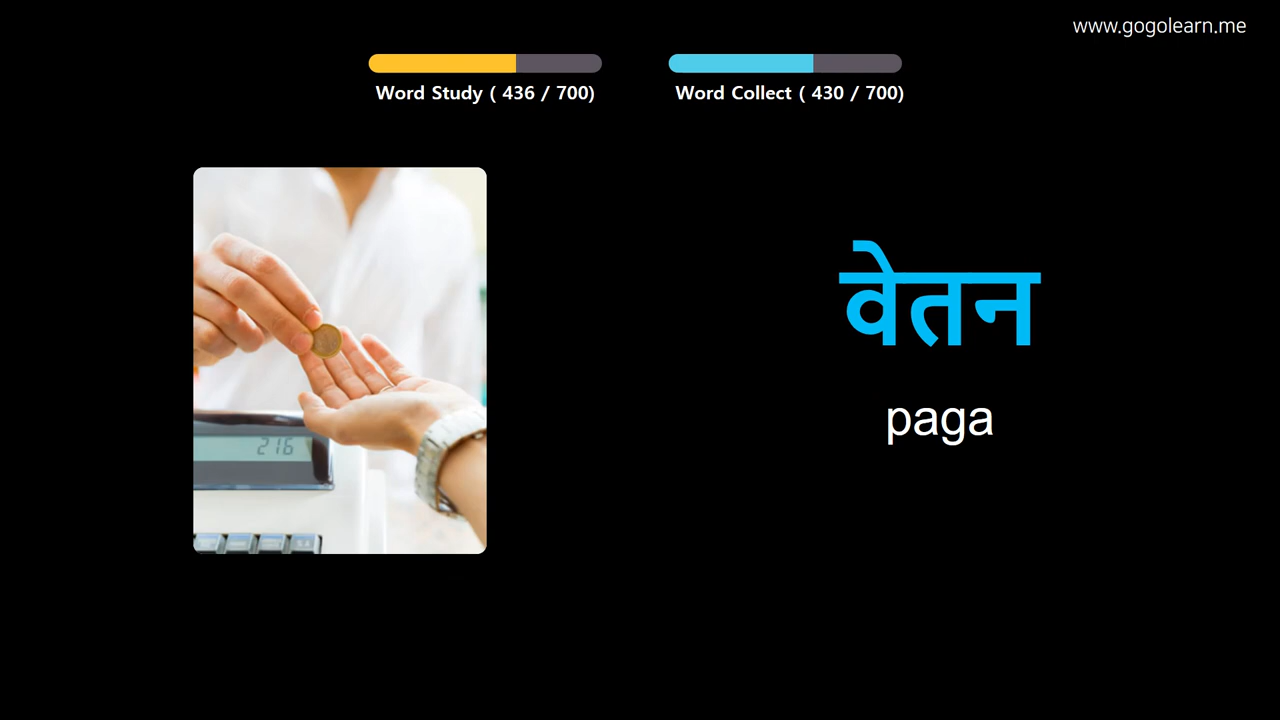 www.gogolearn.me
Word Study ( 436 / 700)
Word Collect ( 430 / 700)
वेतन
paga
216